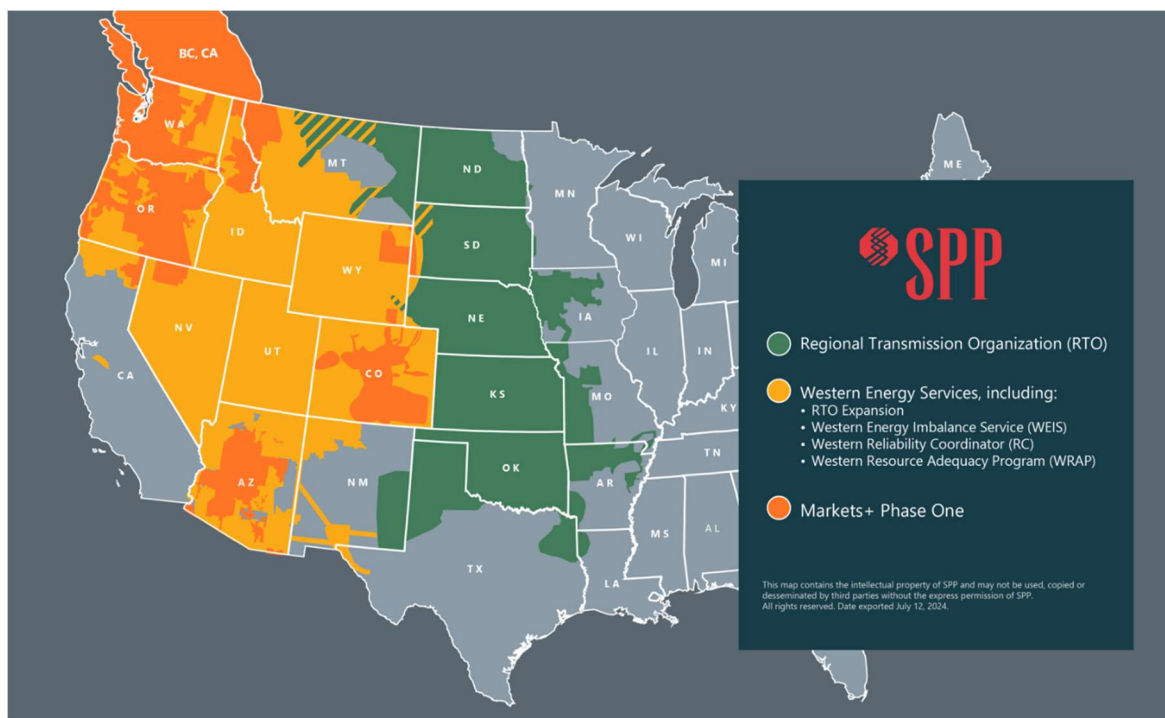 BC, CA
WA
MT
ND
ME
MN
OR
ID
SD
WI
MI
WY
NE
IA
NV
UT
CO
IL
IN
CA
KS
MO
KY
AZ
NM
OK
AR
TN
MS
AL
TX
LA
SPP
Regional Transmission Organization (RTO)
Western Energy Services, including:
• RTO Expansion
• Western Energy Imbalance Service (WEIS)
• Western Reliability Coordinator (RC)
• Western Resource Adequacy Program (WRAP)
Markets+ Phase One
This map contains the intellectual property of SPP and may not be used, copied or
desseminated by third parties without the express permission of SPP.
All rights reserved. Date exported July 12, 2024.